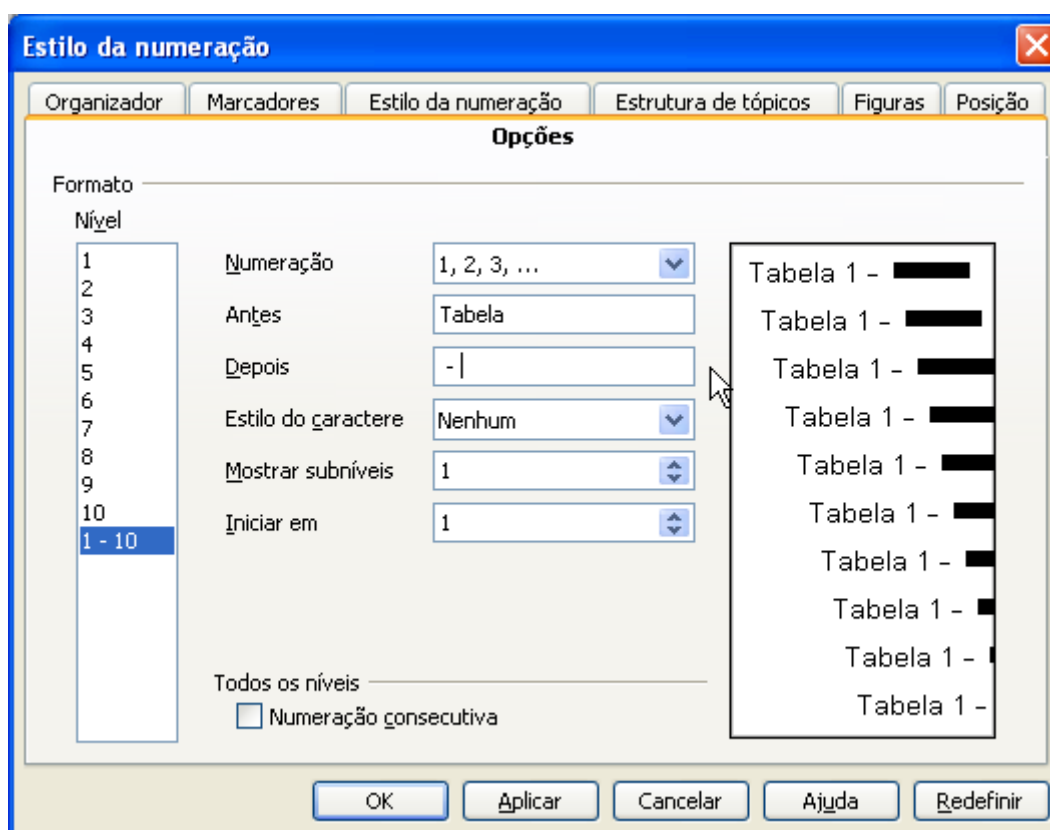 Estilo da numeração
Organizador Marcadores Estilo da numeração Estrutura de tópicos Figuras Posição
Opções
Formato
Nível
1
2
3
4
5
6
7
8
9
10
1 - 10
Numeração 1, 2, 3, ...
Antes Tabela
Depois -
Estilo do caractere Nenhum
Mostrar subníveis 1
Iniciar em 1
Tabela 1 -
Tabela 1 -
Tabela 1 -
Tabela 1 -
Tabela 1 -
Tabela 1 -
Tabela 1 -
Tabela 1 -
Tabela 1 -
Tabela 1 -
Todos os níveis
Numeração consecutiva
OK Aplicar Cancelar Ajuda Redefinir